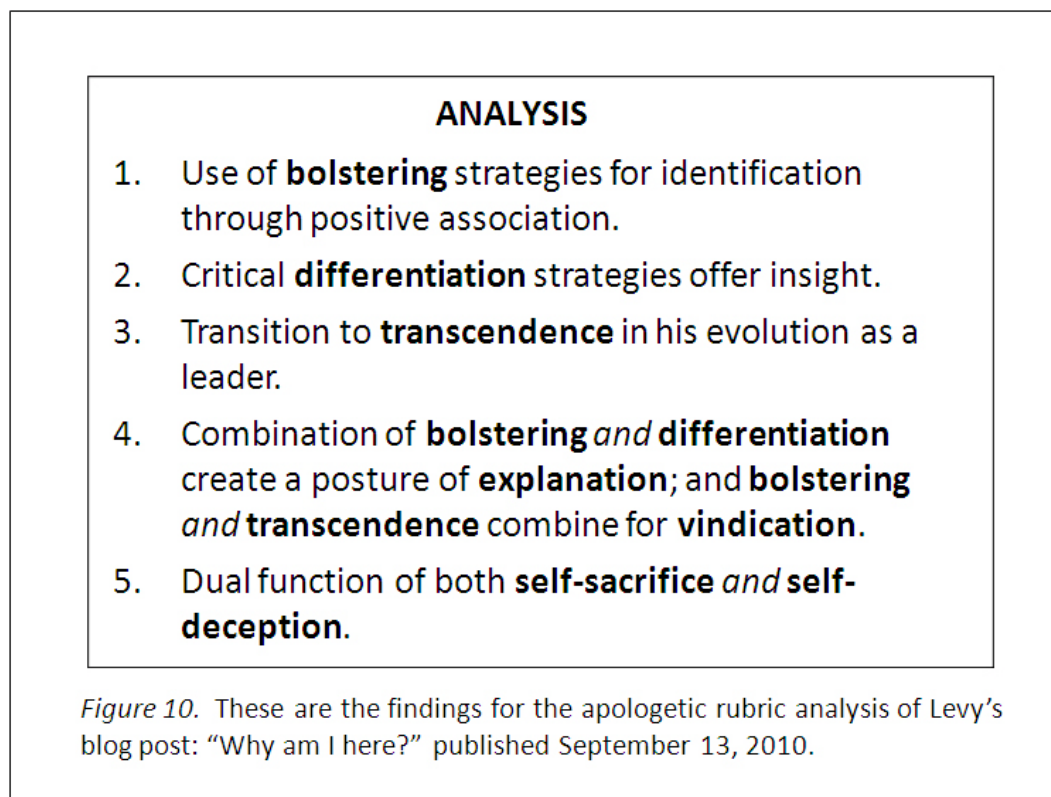 ANALYSIS
1. Use of bolstering strategies for identification
through positive association.
2. Critical differentiation strategies offer insight.
3. Transition to transcendence in his evolution as a
leader.
4. Combination of bolstering and differentiation
create a posture of explanation; and bolstering
and transcendence combine for vindication.
5. Dual function of both self-sacrifice and self-
deception.
Figure 10. These are the findings for the apologetic rubric analysis of Levy's
blog post: “Why am I here?” published September 13, 2010.